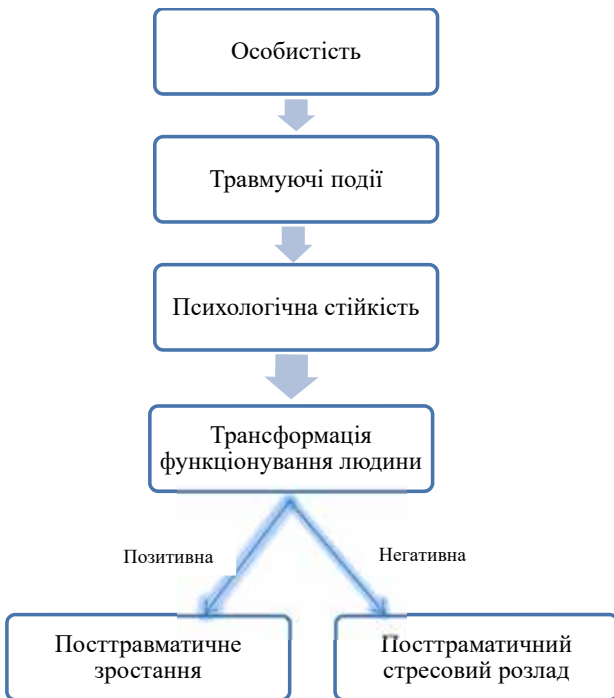 Особистість
Травмуючі події
Психологічна стійкість
Трансформація
функціонування людини
Позитивна
Негативна
Посттравматичне
зростання
Посттраматичний
стресовий розлад